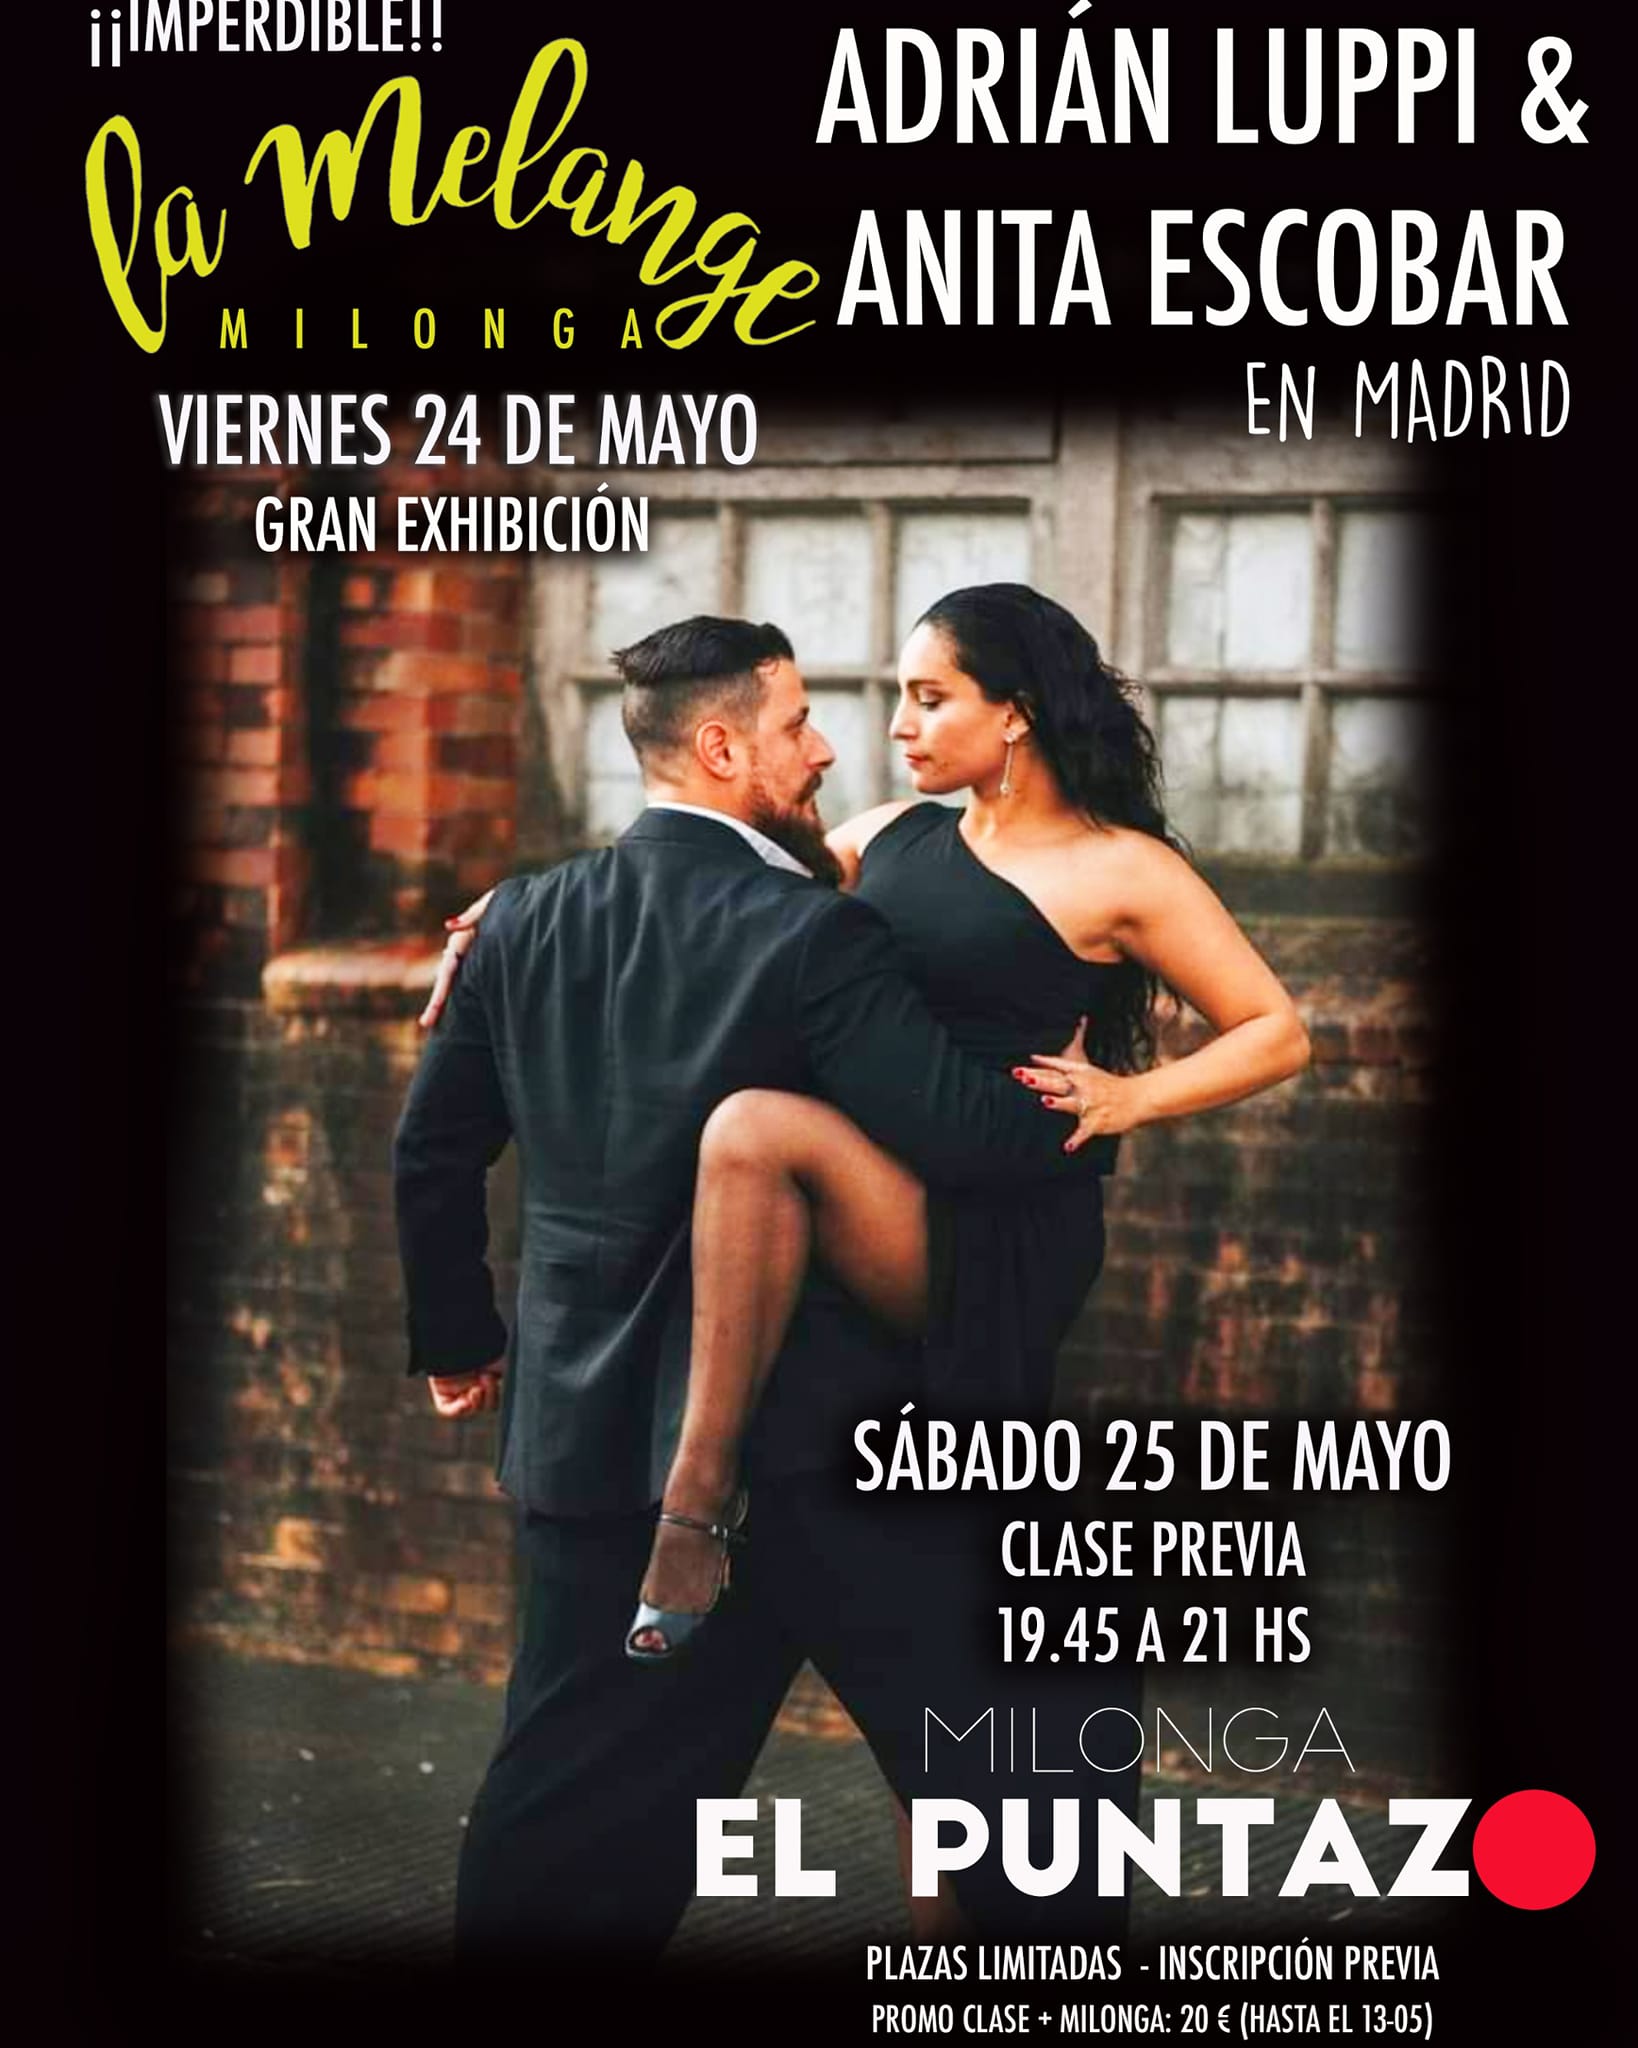 ¡¡IMPERDIBLE!!
la Melange
MILONGA
ADRIÁN LUPPI &
ANITA ESCOBAR
EN MADRID
VIERNES 24 DE MAYO
GRAN EXHIBICIÓN
SÁBADO 25 DE MAYO
CLASE PREVIA
19.45 A 21 HS
MILONGA
EL PUNTAZO
PLAZAS LIMITADAS - INSCRIPCIÓN PREVIA
PROMO CLASE + MILONGA: 20 € (HASTA EL 13-05)